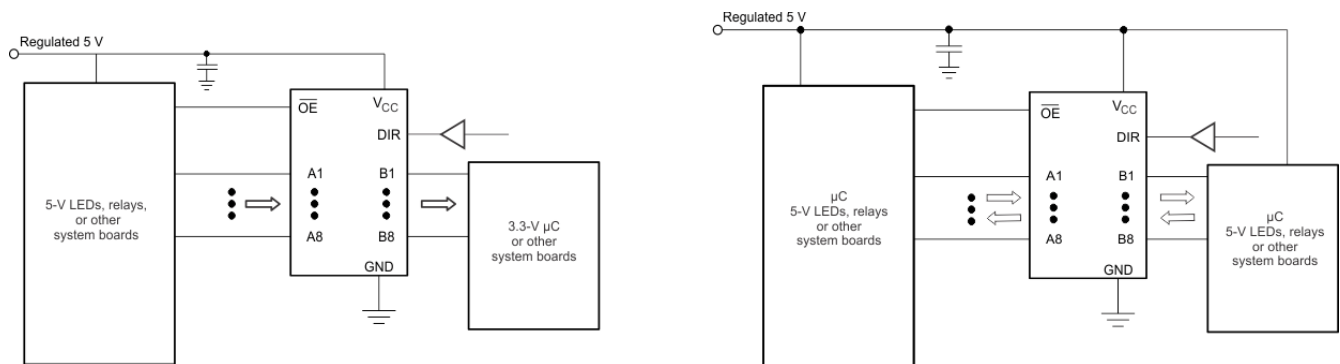 Regulated 5 V
OE
VCC
DIR
A1
B1
5-V LEDs, relays,
or other
system boards
A8
B8
3.3-V µC
or other
system boards
GND
Regulated 5 V
OE
VCC
DIR
A1
B1
µC
5-V LEDs, relays
or other
system boards
A8
B8
µC
5-V LEDs, relays
or other
system boards
GND